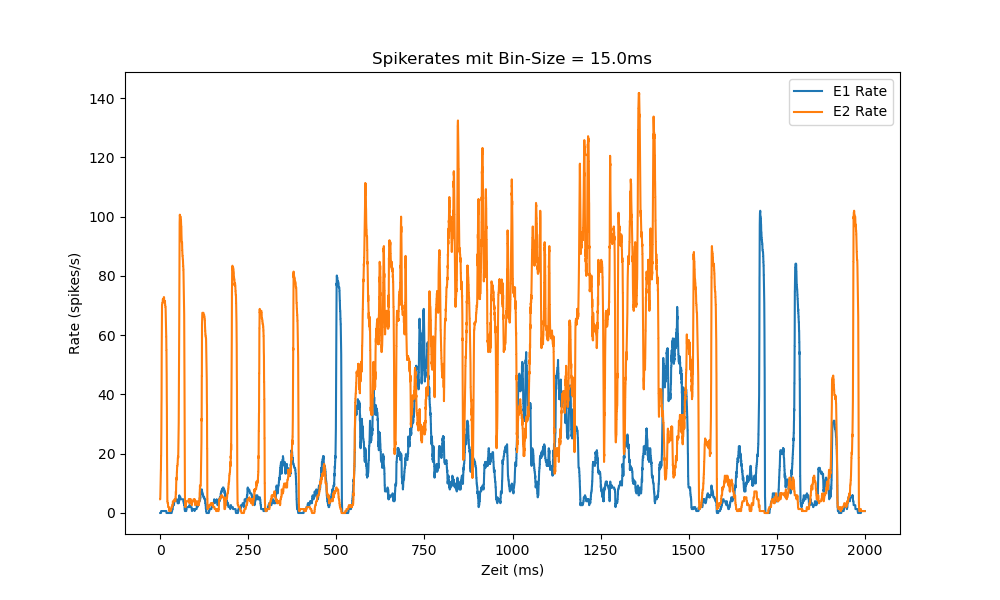 Spikerates mit Bin-Size = 15.0ms
E1 Rate
E2 Rate
140
120
100
80
60
40
20
0
Rate (spikes/s)
0 250 500 750 1000 1250 1500 1750 2000
Zeit (ms)